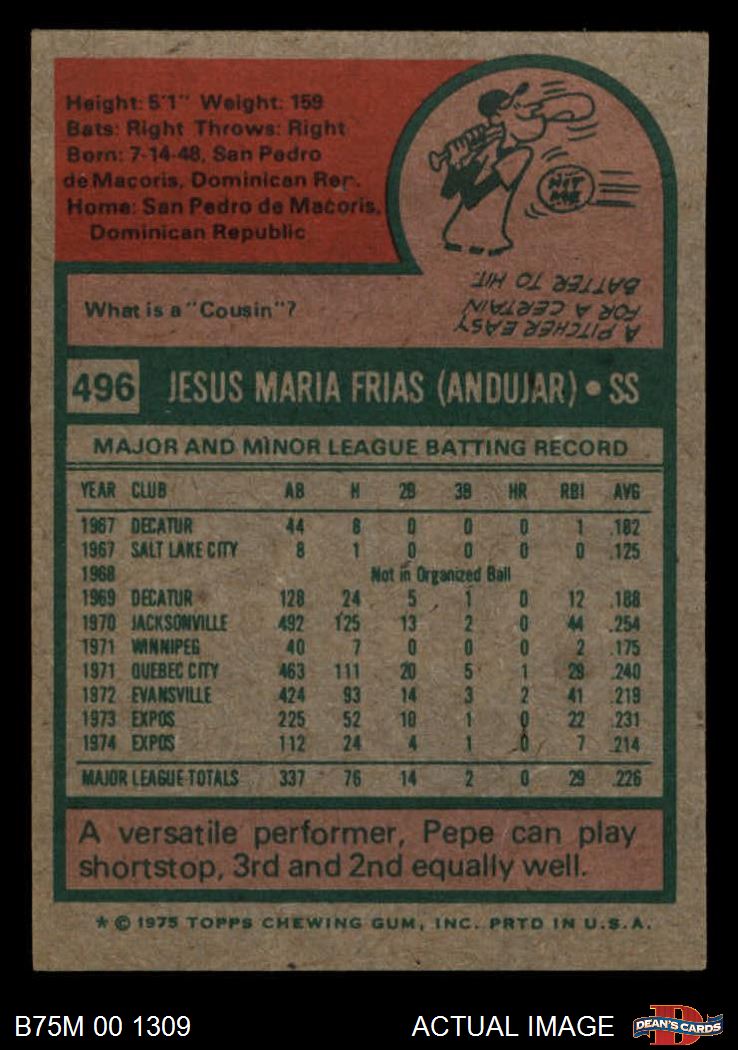 Height: 5'1" Weight: 159
Bats: Right Throws: Right
Born: 7-14-48, San Pedro
de Macoris, Dominican Rep.
Home: San Pedro de Macoris,
Dominican Republic
HIT ME
What is a "Cousin"?
A PITCHER EASY
FOR A CERTAIN
BATTER TO HIT.
496 JESUS MARIA FRIAS (ANDUJAR) • SS
MAJOR AND MINOR LEAGUE BATTING RECORD
YEAR CLUB AB H 2B 3B HR RBI AVG
1967 DECATUR 44 8 0 0 0 1 .182
1967 SALT LAKE CITY 8 1 0 0 0 0 .125
1968 Not in Organized Ball
1969 DECATUR 128 24 5 1 0 12 .188
1970 JACKSONVILLE 492 125 13 2 0 44 .254
1971 WINNIPEG 40 7 0 0 0 2 .175
1971 QUEBEC CITY 463 111 20 5 1 29 .240
1972 EVANSVILLE 424 93 14 3 2 41 .219
1973 EXPOS 225 52 10 1 0 22 .231
1974 EXPOS 112 24 4 1 0 7 .214
MAJOR LEAGUE TOTALS 337 76 14 2 0 29 .226
A versatile performer, Pepe can play
shortstop, 3rd and 2nd equally well.
* © 1975 TOPPS CHEWING GUM, INC. PRTD IN U.S.A.
B75M 00 1309 ACTUAL IMAGE D DEAN'S CARDS